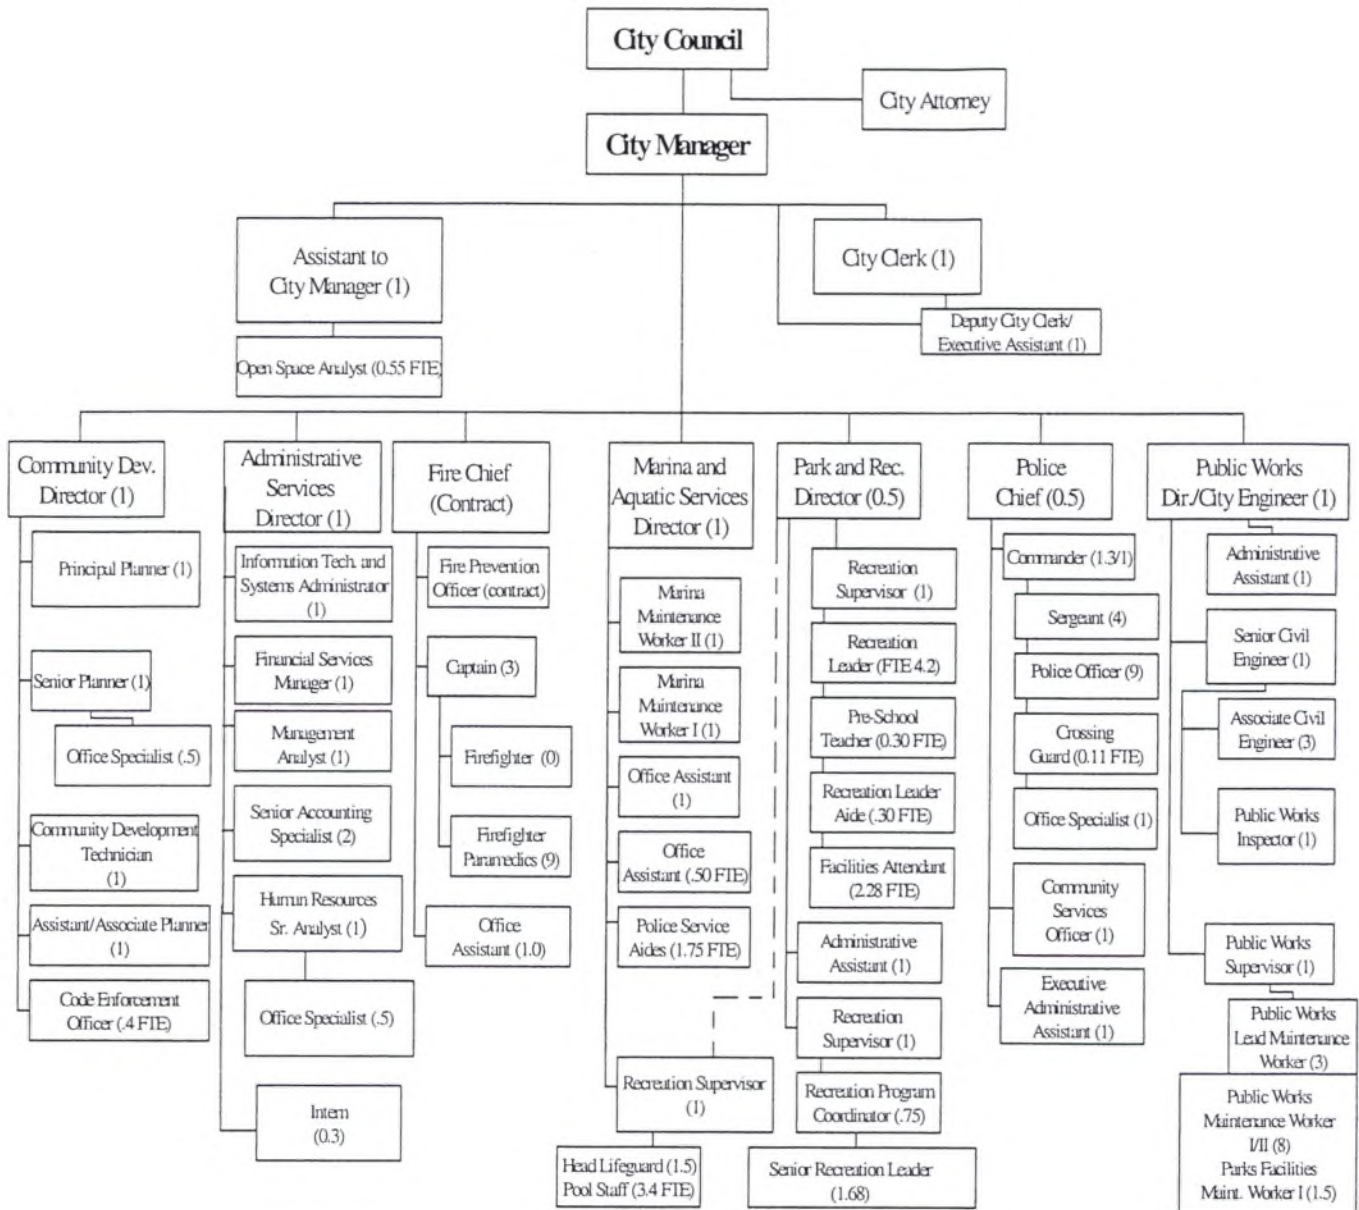 City Council
City Attorney
City Manager
Assistant to
City Manager (1)
City Clerk (1)
Deputy City Clerk/
Executive Assistant (1)
Open Space Analyst (0.55 FTE)
Community Dev.
Director (1)
Principal Planner (1)
Senior Planner (1)
Office Specialist (.5)
Community Development
Technician
(1)
Assistant/Associate Planner
(1)
Code Enforcement
Officer (.4 FTE)
Administrative
Services
Director (1)
Information Tech. and
Systems Administrator
(1)
Financial Services
Manager (1)
Management
Analyst (1)
Senior Accounting
Specialist (2)
Human Resources
Sr. Analyst (1)
Office Specialist (.5)
Intern
(0.3)
Fire Chief
(Contract)
Fire Prevention
Officer (contract)
Captain (3)
Firefighter (0)
Firefighter
Paramedics (9)
Office
Assistant (1.0)
Marina and
Aquatic Services
Director (1)
Marina
Maintenance
Worker II (1)
Marina
Maintenance
Worker I (1)
Office Assistant
(1)
Office
Assistant (.50 FTE)
Police Service
Aides (1.75 FTE)
Recreation Supervisor
(1)
Head Lifeguard (1.5)
Pool Staff (3.4 FTE)
Park and Rec.
Director (0.5)
Recreation
Supervisor (1)
Recreation
Leader (FTE 4.2)
Pre-School
Teacher (0.30 FTE)
Recreation Leader
Aide (.30 FTE)
Facilities Attendant
(2.28 FTE)
Administrative
Assistant (1)
Recreation
Supervisor (1)
Recreation Program
Coordinator (.75)
Senior Recreation Leader
(1.68)
Police
Chief (0.5)
Commander (1.3/1)
Sergeant (4)
Police Officer (9)
Crossing
Guard (0.11 FTE)
Office Specialist (1)
Community
Services
Officer (1)
Executive
Administrative
Assistant (1)
Public Works
Dir./City Engineer (1)
Administrative
Assistant (1)
Senior Civil
Engineer (1)
Associate Civil
Engineer (3)
Public Works
Inspector (1)
Public Works
Supervisor (1)
Public Works
Lead Maintenance
Worker (3)
Public Works
Maintenance Worker
I/II (8)
Parks Facilities
Maint. Worker I (1.5)